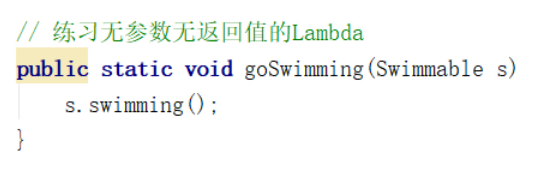 // 练习无参数无返回值的Lambda
public static void goSwimming(Swimmable s)
s.swimming();
}